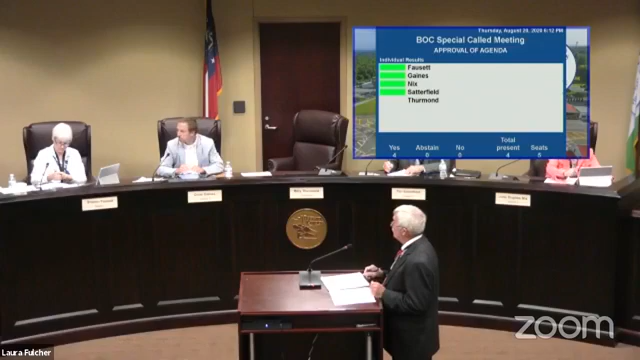 Thursday, August 20, 2020 6:12 PM
BOC Special Called Meeting
APPROVAL OF AGENDA
Individual Results
Fausett
Gaines
Nix
Satterfield
Thurmond
Yes Abstain No Total present Seats
4 0 0 4 5
Laura Fulcher
zoom